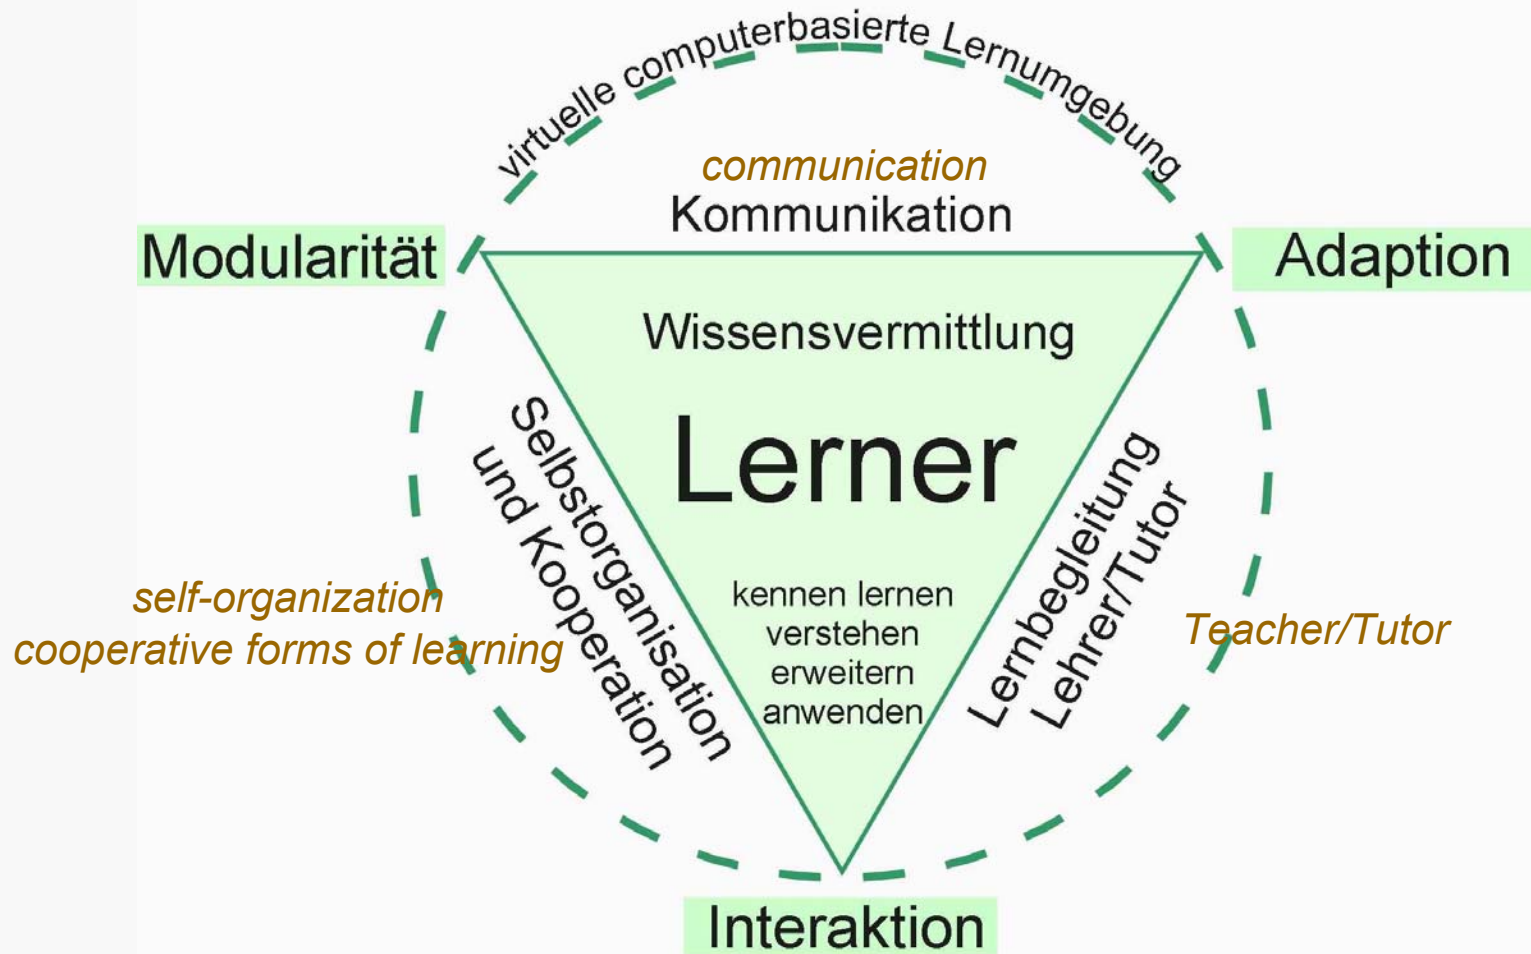 virtuelle computerbasierte Lernumgebung
communication
Kommunikation
Modularität
Adaption
Wissensvermittlung
Lerner
Selbstorganisation
und Kooperation
Lernbegleitung
Lehrer/Tutor
kennen lernen
verstehen
erweitern
anwenden
self-organization
cooperative forms of learning
Teacher/Tutor
Interaktion